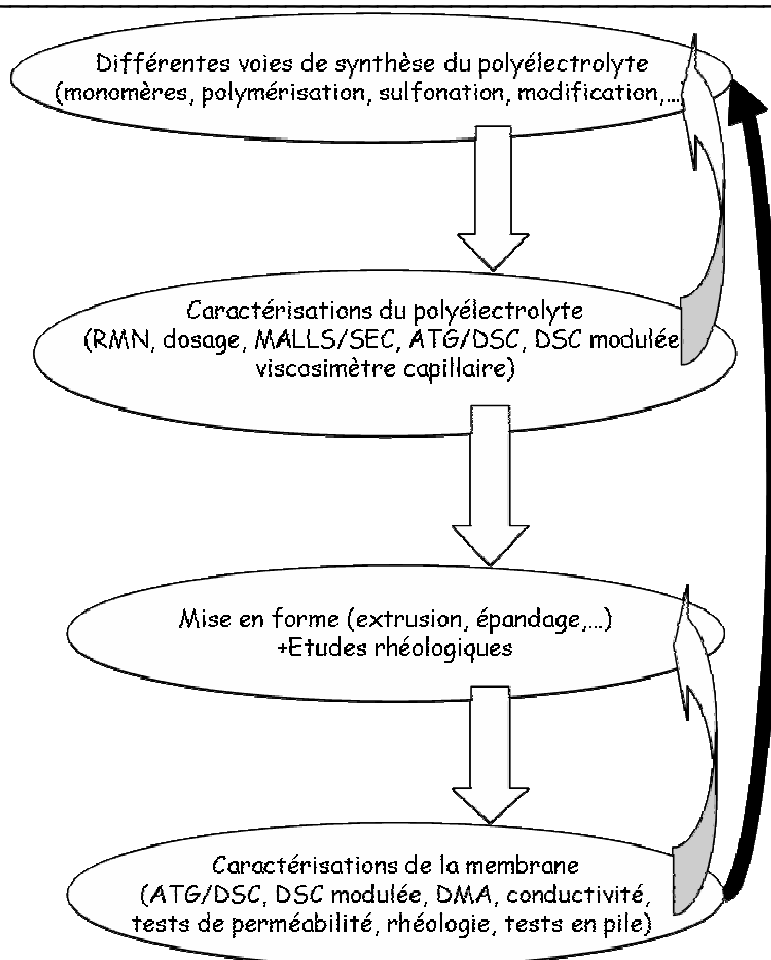 Différentes voies de synthèse du polyélectrolyte
(monomères, polymérisation, sulfonation, modification,...
Caractérisations du polyélectrolyte
(RMN, dosage, MALLS/SEC, ATG/DSC, DSC modulée
viscosimètre capillaire)
Mise en forme (extrusion, épandage,...)
+Etudes rhéologiques
Caractérisations de la membrane
(ATG/DSC, DSC modulée, DMA, conductivité,
tests de perméabilité, rhéologie, tests en pile)